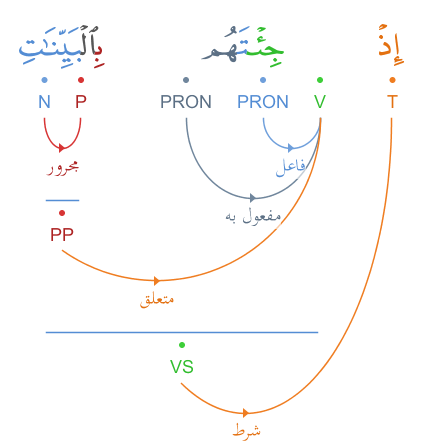 إِذْ جِئْتَهُم بِٱلْبَيِّنَـٰتِ
T V PRON PRON P N
فاعل
مجرور
مفعول به
PP
متعلق
VS
شرط